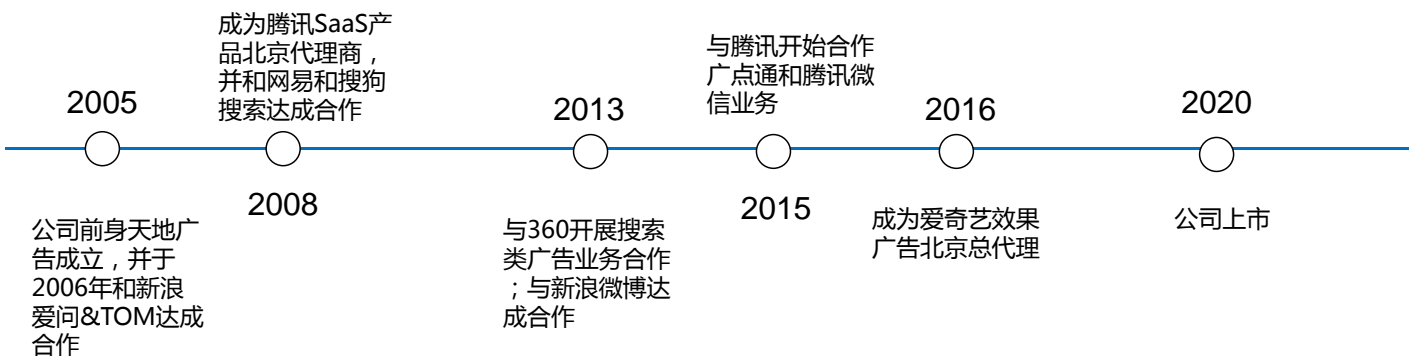 2005
公司前身天地广
告成立，并于
2006年和新浪
爱问&TOM达成
合作
成为腾讯SaaS产
品北京代理商，
并和网易和搜狗
搜索达成合作
2008
2013
与360开展搜索
类广告业务合作
；与新浪微博达
成合作
与腾讯开始合作
广点通和腾讯微
信业务
2015
2016
成为爱奇艺效果
广告北京总代理
2020
公司上市